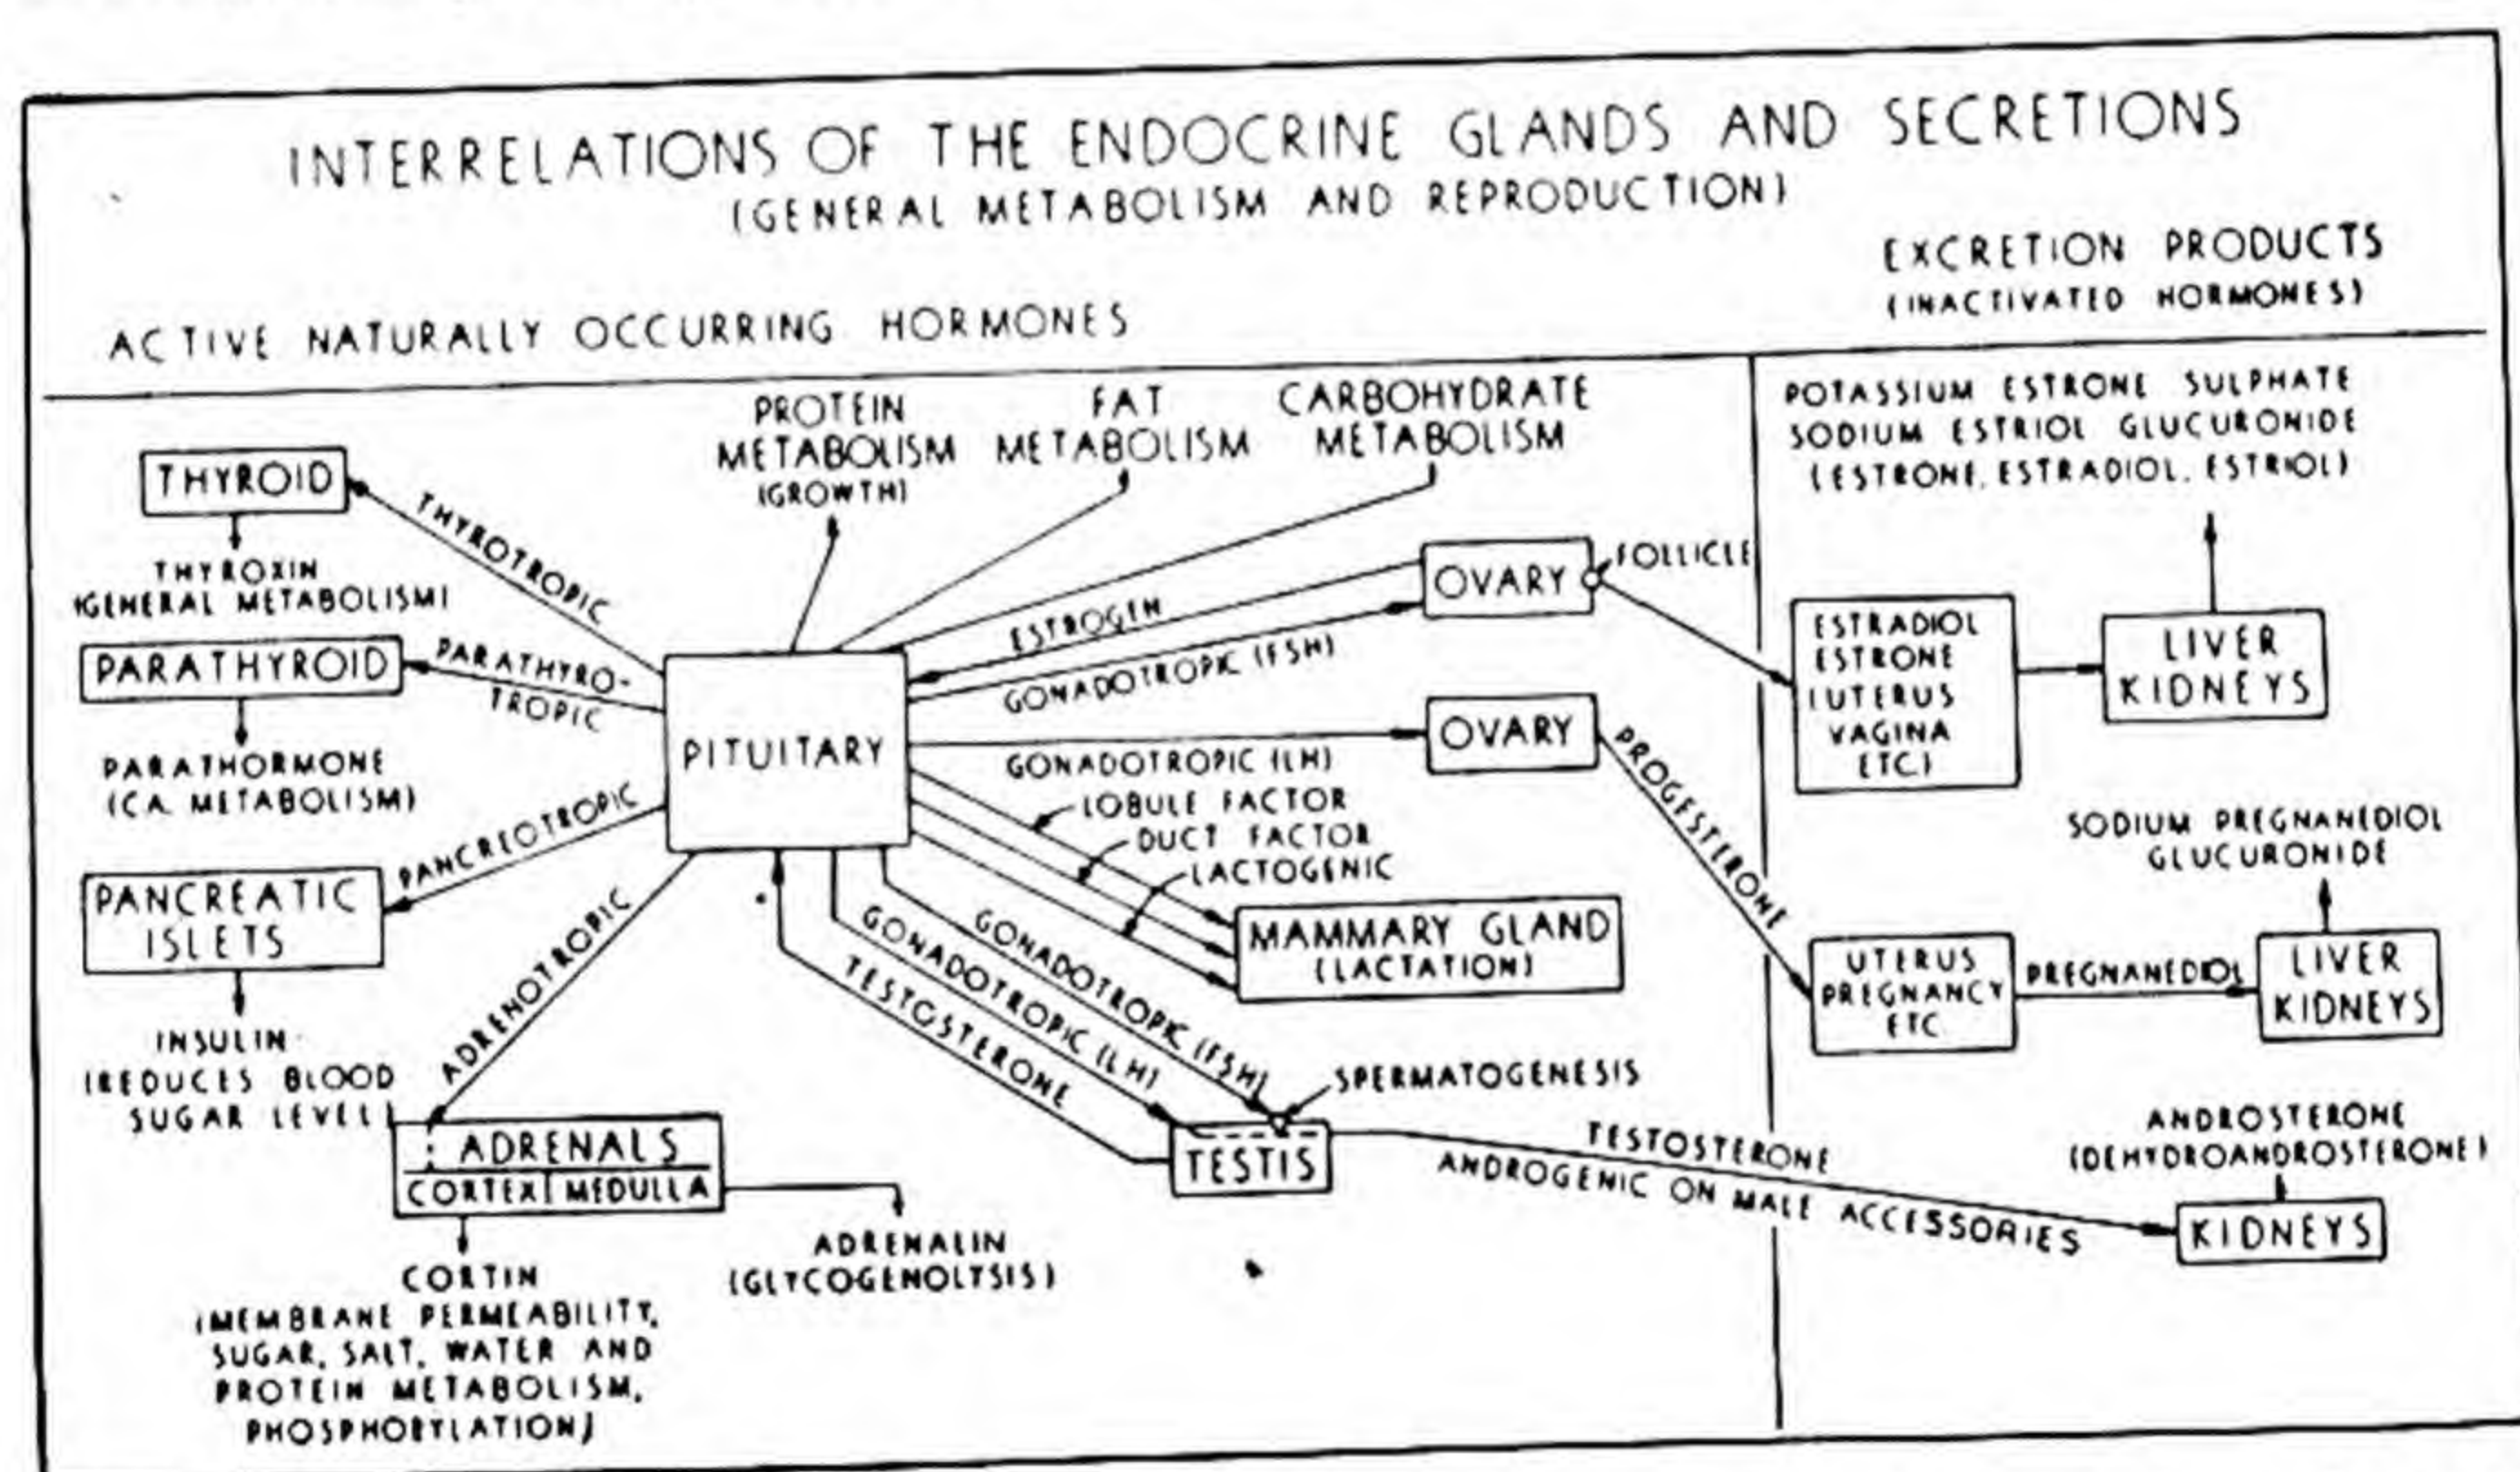 INTERRELATIONS OF THE ENDOCRINE GLANDS AND SECRETIONS
(GENERAL METABOLISM AND REPRODUCTION)
EXCRETION PRODUCTS
(INACTIVATED HORMONES)
ACTIVE NATURALLY OCCURRING HORMONES
PROTEIN
METABOLISM
(GROWTH)
FAT
METABOLISM
CARBOHYDRATE
METABOLISM
POTASSIUM ESTRONE SULPHATE
SODIUM ESTRIOL GLUCURONIDE
(ESTRONE, ESTRADIOL, ESTRIOL)
THYROID
THYROTROPIC
THYROXIN
(GENERAL METABOLISM)
PARATHYROID
PARATHYRO-
TROPIC
PARATHORMONE
(CA. METABOLISM)
PANCREOTROPIC
PANCREATIC
ISLETS
INSULIN
(REDUCES BLOOD
SUGAR LEVEL)
ADRENOTROPIC
ADRENALS
CORTEX MEDULLA
CORTIN
(MEMBRANE PERMEABILITY,
SUGAR, SALT, WATER AND
PROTEIN METABOLISM,
PHOSPHORYLATION)
ADRENALIN
(GLYCOGENOLYSIS)
PITUITARY
ESTROGEN
GONADOTROPIC (FSH)
OVARY
FOLLICLE
GONADOTROPIC (LH)
OVARY
PROGESTERONE
LOBULE FACTOR
DUCT FACTOR
LACTOGENIC
MAMMARY GLAND
(LACTATION)
GONADOTROPIC (FSH)
GONADOTROPIC (LH)
TESTOSTERONE
SPERMATOGENESIS
TESTIS
TESTOSTERONE
ANDROGENIC ON MALE ACCESSORIES
ESTRADIOL
ESTRONE
(UTERUS
VAGINA
ETC.)
LIVER
KIDNEYS
SODIUM PREGNANEDIOL
GLUCURONIDE
UTERUS
PREGNANCY
ETC
PREGNANEDIOL
LIVER
KIDNEYS
ANDROSTERONE
(DEHYDROANDROSTERONE)
KIDNEYS